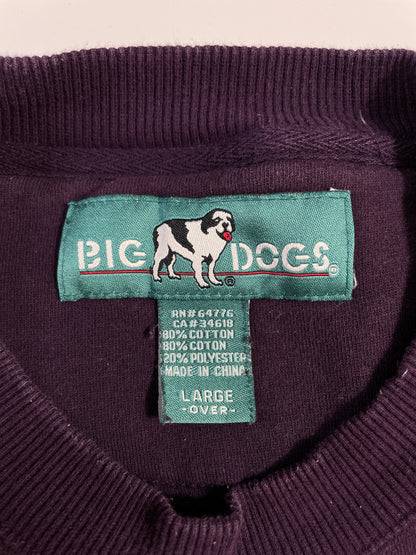 BIG DOGS®
®
RN# 64776
CA# 34618
80% COTTON
80% COTON
20% POLYESTER
MADE IN CHINA
LARGE
-OVER-